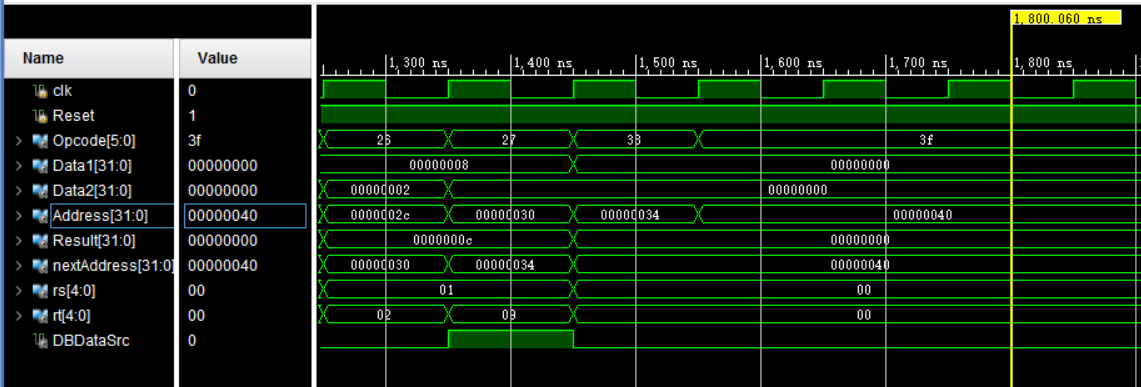 1,800.060 ns
Name Value
1,300 ns 1,400 ns 1,500 ns 1,600 ns 1,700 ns 1,800 ns
clk 0
Reset 1
Opcode[5:0] 3f 26 27 38 3f
Data1[31:0] 00000000 00000008 00000000
Data2[31:0] 00000000 00000002 00000000
Address[31:0] 00000040 0000002c 00000030 00000034 00000040
Result[31:0] 00000000 0000000c 00000000
nextAddress[31:0] 00000040 00000030 00000034 00000040
rs[4:0] 00 01 00
rt[4:0] 00 02 09 00
DBDataSrc 0